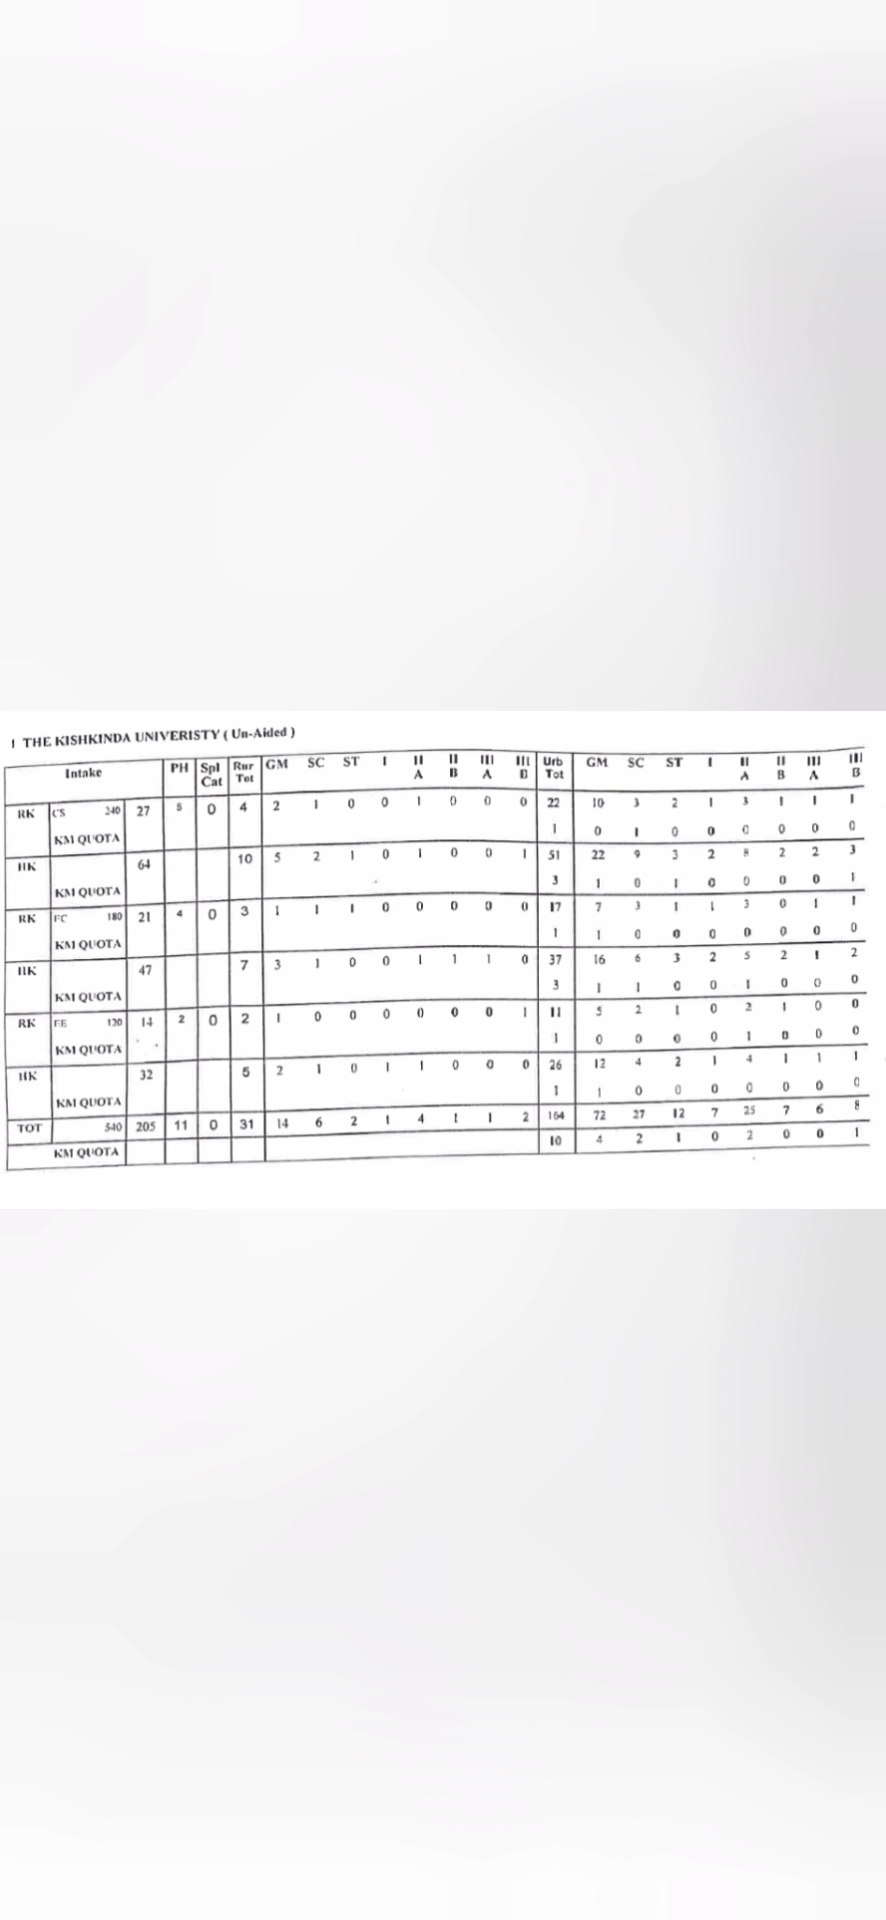 1 THE KISHKINDA UNIVERISTY ( Un-Aided )
Intake PH Spl Cat Rur Tot GM SC ST I II A II B III A III B Urb Tot GM SC ST I II A II B III A III B
RK CS 240 27 5 0 4 2 1 0 0 1 0 0 0 22 10 3 2 1 3 1 1 1
KM QUOTA 1 0 1 0 0 0 0 0 0
HK 64 10 5 2 1 0 1 0 0 1 51 22 9 3 2 8 2 2 3
KM QUOTA 3 1 0 1 0 0 0 0 1
RK FC 180 21 4 0 3 1 1 1 0 0 0 0 0 17 7 3 1 1 3 0 1 1
KM QUOTA 1 1 0 0 0 0 0 0 0
HK 47 7 3 1 0 0 1 1 1 0 37 16 6 3 2 5 2 1 2
KM QUOTA 3 1 1 0 0 1 0 0 0
RK FE 120 14 2 0 2 1 0 0 0 0 0 0 1 11 5 2 1 0 2 1 0 0
KM QUOTA 1 0 0 0 0 1 0 0 0
HK 32 5 2 1 0 1 1 0 0 0 26 12 4 2 1 4 1 1 1
KM QUOTA 1 1 0 0 0 0 0 0 0
TOT 540 205 11 0 31 14 6 2 1 4 1 1 2 164 72 27 12 7 25 7 6 8
KM QUOTA 10 4 2 1 0 2 0 0 1